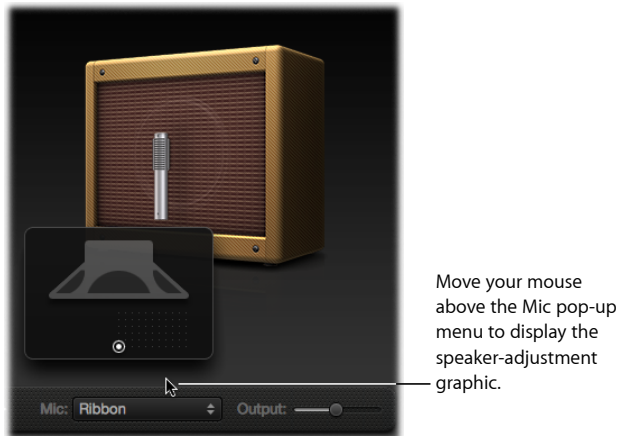 Move your mouse
above the Mic pop-up
menu to display the
speaker-adjustment
graphic.
Mic: Ribbon Output: